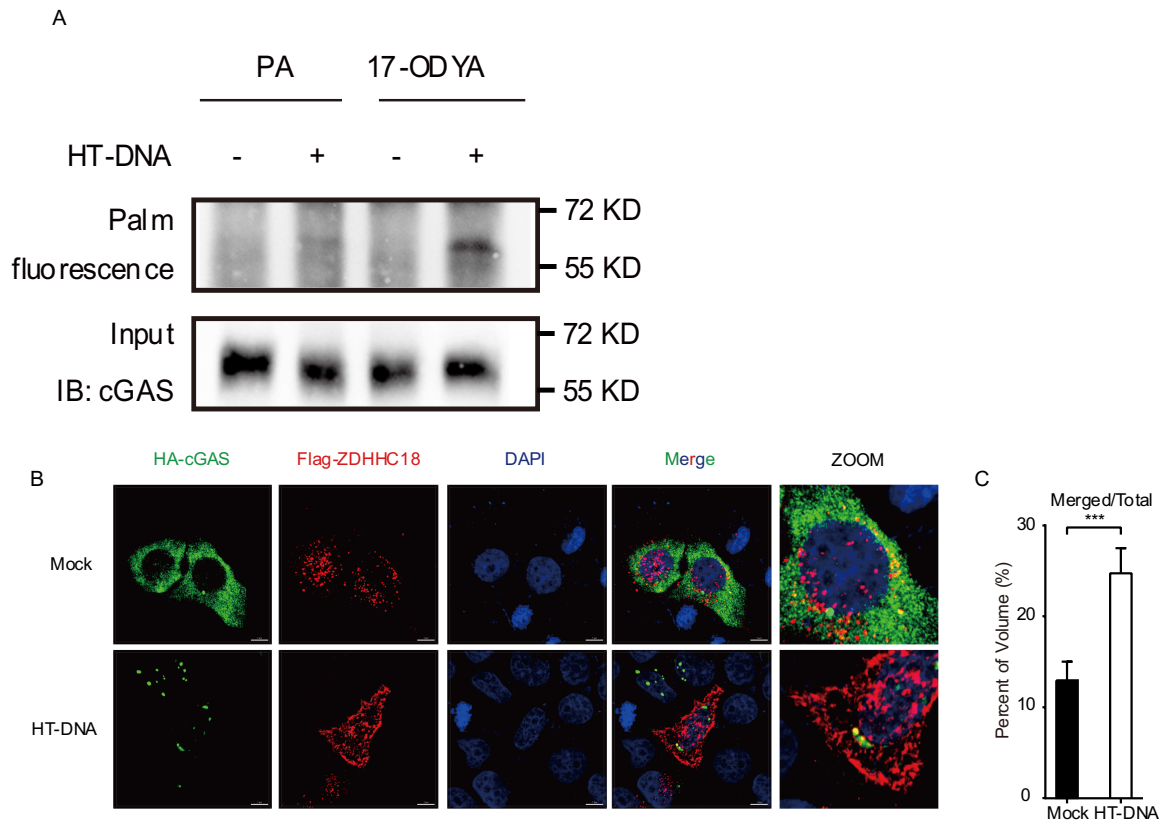 A
PA 17-ODYA
HT-DNA - + - +
Palm
fluorescence
72 KD
55 KD
Input
IB: cGAS
72 KD
55 KD
B
HA-cGAS Flag-ZDHHC18 DAPI Merge ZOOM
Mock
HT-DNA
C
Merged/Total
***
Percent of Volume (%)
30
20
10
0
Mock HT-DNA